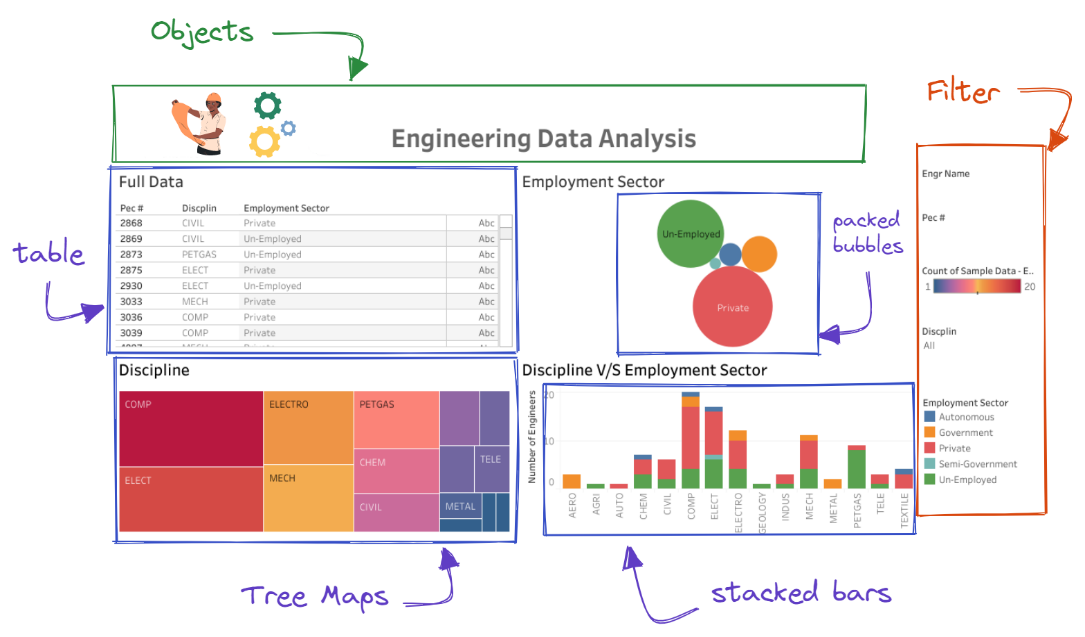 Objects
Filter
Engineering Data Analysis
Full Data
Pec # Discplin Employment Sector
2868 CIVIL Private Abc
2869 CIVIL Un-Employed Abc
2873 PETGAS Un-Employed Abc
2875 ELECT Private Abc
2930 ELECT Un-Employed Abc
3033 MECH Private Abc
3036 COMP Private Abc
3039 COMP Private Abc
table
Employment Sector
Un-Employed
Private
packed
bubbles
Engr Name
Pec #
Count of Sample Data - E..
1 20
Discplin
All
Employment Sector
Autonomous
Government
Private
Semi-Government
Un-Employed
Discipline
COMP
ELECT
ELECTRO
MECH
PETGAS
CHEM
CIVIL
TELE
METAL
Discipline V/S Employment Sector
Number of Engineers
20
10
0
AERO
AGRI
AUTO
CHEM
CIVIL
COMP
ELECT
ELECTRO
GEOLOGY
INDUS
MECH
METAL
PETGAS
TELE
TEXTILE
Tree Maps
stacked bars